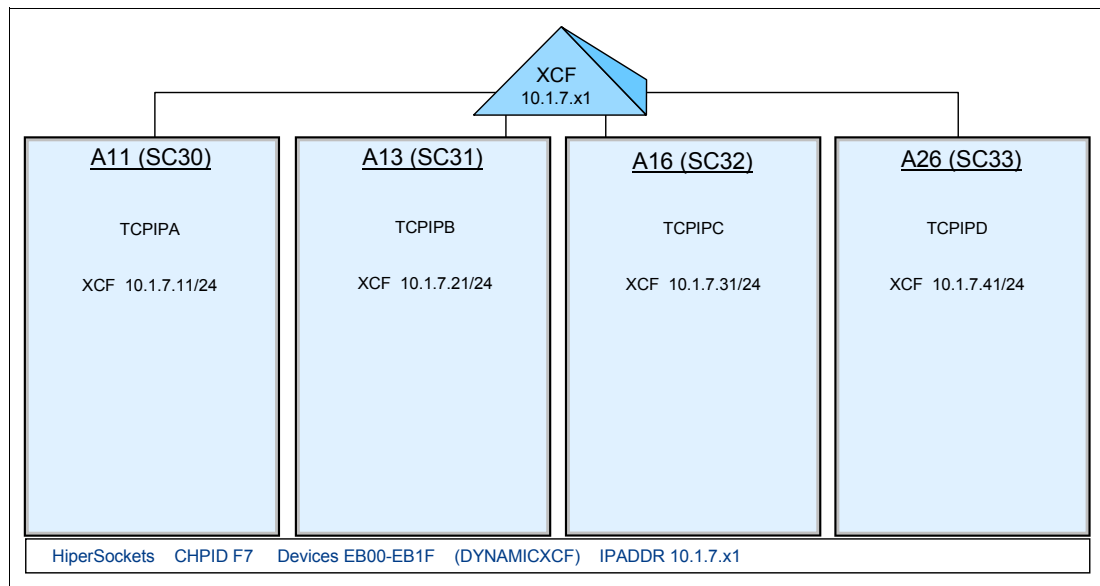 XCF
10.1.7.x1
A11 (SC30)
TCPIPA
XCF 10.1.7.11/24
A13 (SC31)
TCPIPB
XCF 10.1.7.21/24
A16 (SC32)
TCPIPC
XCF 10.1.7.31/24
A26 (SC33)
TCPIPD
XCF 10.1.7.41/24
HiperSockets CHPID F7 Devices EB00-EB1F (DYNAMICXCF) IPADDR 10.1.7.x1